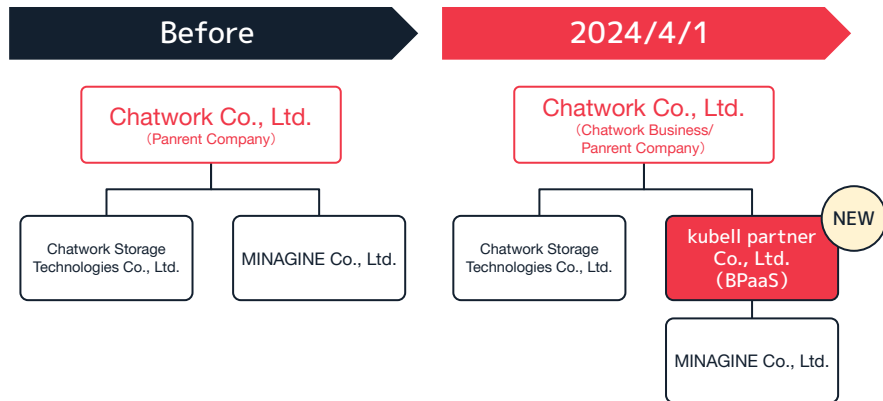 Before
2024/4/1
Chatwork Co., Ltd.
（Panrent Company）
Chatwork Storage
Technologies Co., Ltd.
MINAGINE Co., Ltd.
Chatwork Co., Ltd.
（Chatwork Business/
Panrent Company）
Chatwork Storage
Technologies Co., Ltd.
NEW
kubell partner
Co., Ltd.
（BPaaS）
MINAGINE Co., Ltd.